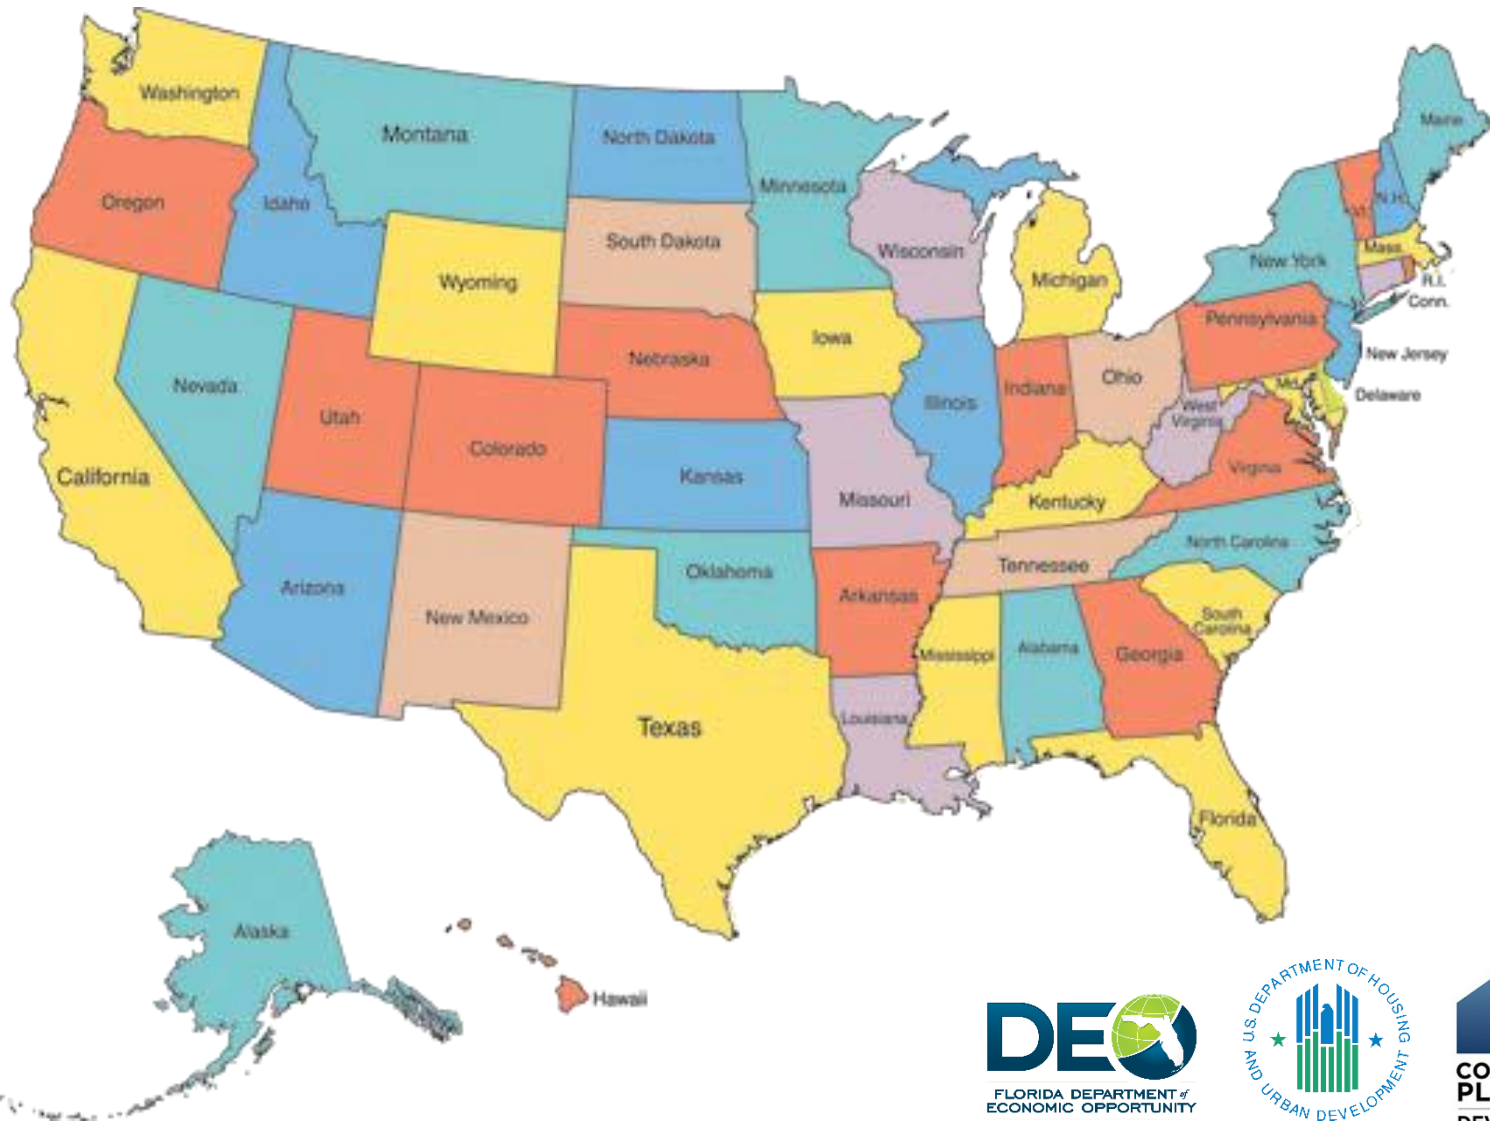 Washington
Montana
North Dakota
Minnesota
Maine
Oregon
Idaho
South Dakota
Wisconsin
Michigan
New York
Vt.
N.H.
Mass.
R.I.
Conn.
Wyoming
Iowa
Nebraska
Pennsylvania
New Jersey
Md.
Delaware
Nevada
Utah
Colorado
Kansas
Illinois
Indiana
Ohio
West
Virginia
Virginia
California
Missouri
Kentucky
Arizona
New Mexico
Oklahoma
Arkansas
Tennessee
North Carolina
South
Carolina
Texas
Louisiana
Mississippi
Alabama
Georgia
Florida
Alaska
Hawaii
DEO
FLORIDA DEPARTMENT of
ECONOMIC OPPORTUNITY
U.S. DEPARTMENT OF HOUSING
AND URBAN DEVELOPMENT
CO
PL